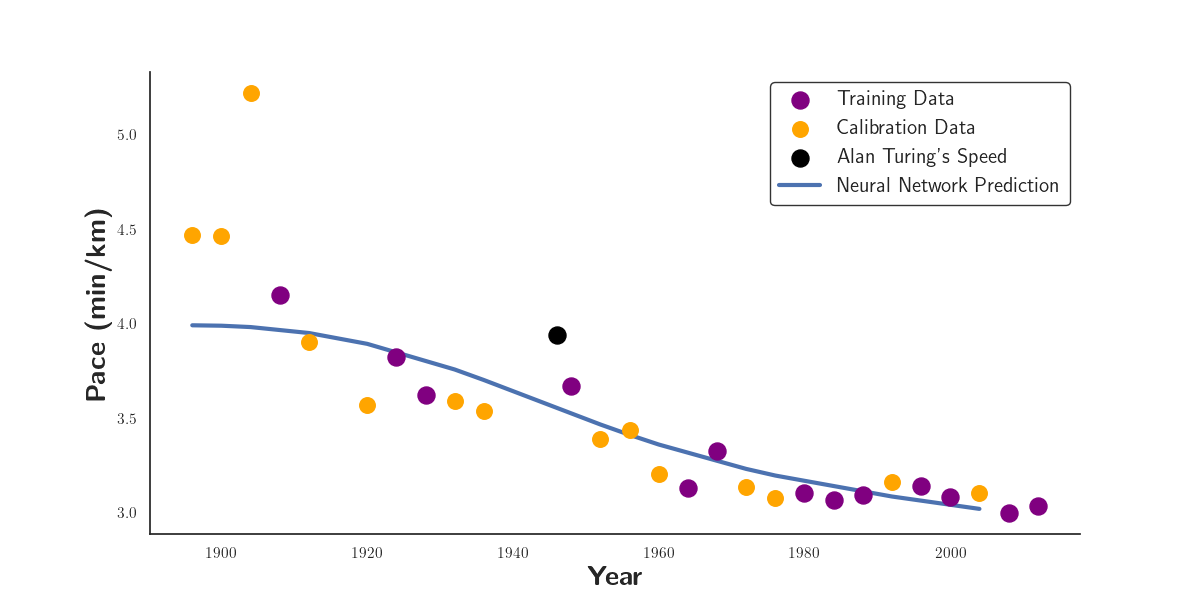 Training Data
Calibration Data
Alan Turing's Speed
Neural Network Prediction
5.0
4.5
4.0
3.5
3.0
Pace (min/km)
1900 1920 1940 1960 1980 2000
Year